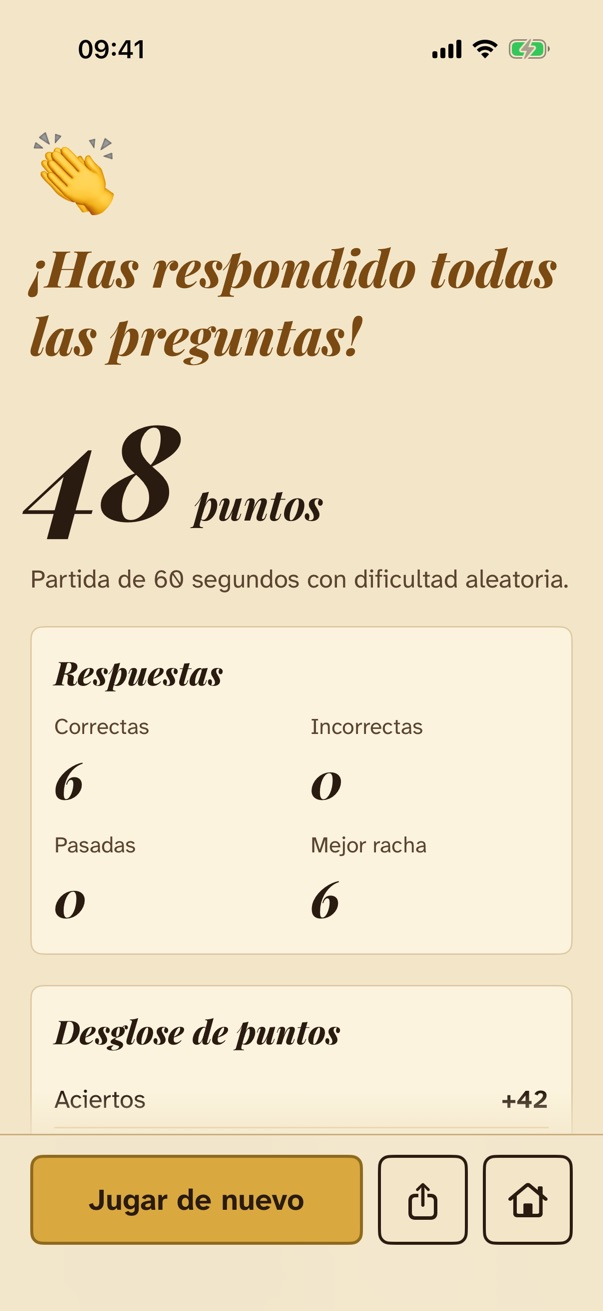 09:41
¡Has respondido todas
las preguntas!
48 puntos
Partida de 60 segundos con dificultad aleatoria.
Respuestas
Correctas Incorrectas
6 0
Pasadas Mejor racha
0 6
Desglose de puntos
Aciertos +42
Jugar de nuevo